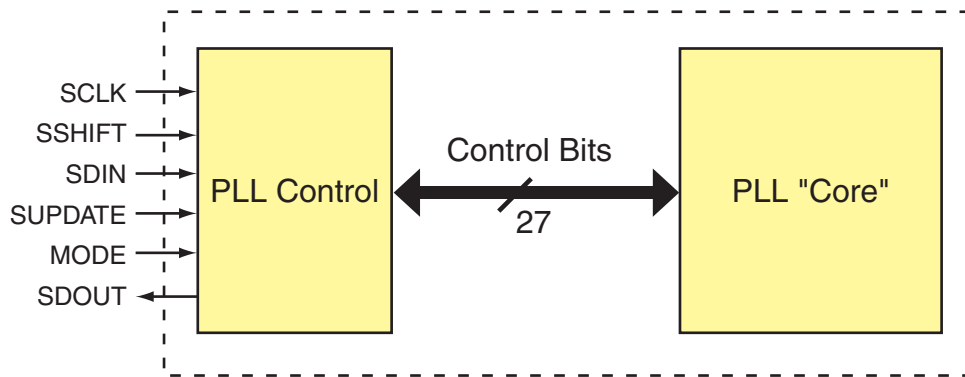 SCLK
SSHIFT
SDIN
SUPDATE
MODE
SDOUT
PLL Control
Control Bits
27
PLL "Core"